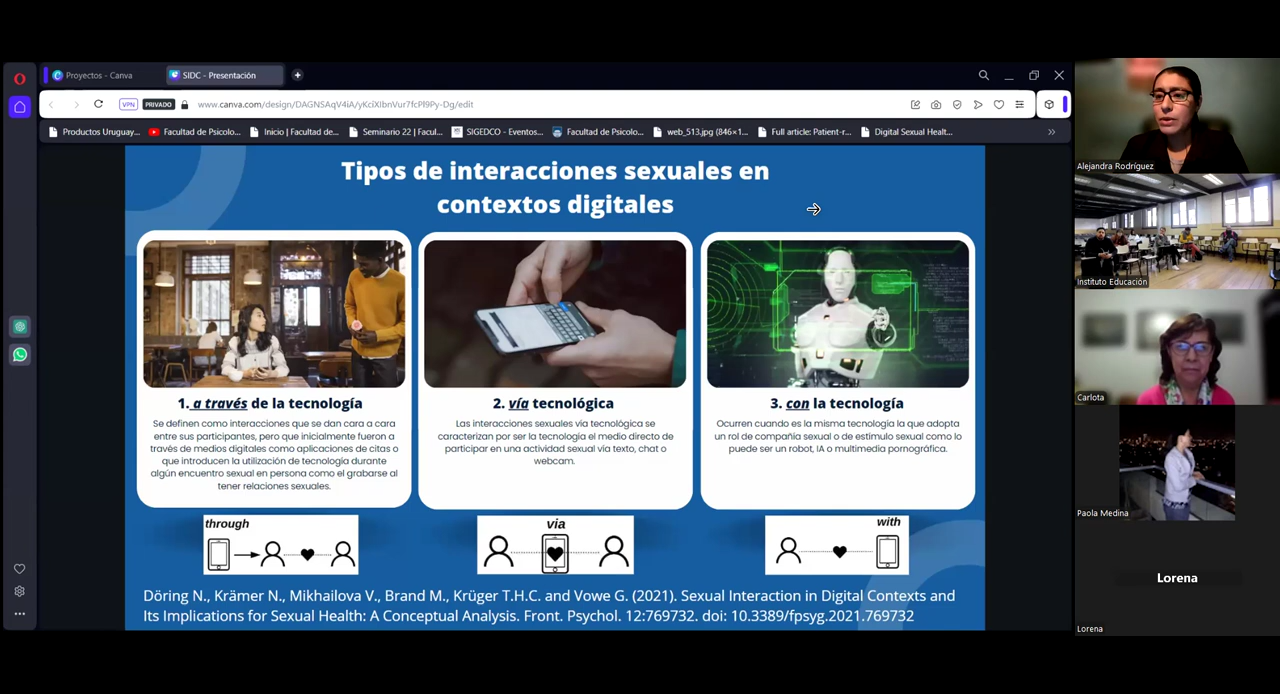 Proyectos - Canva
SIDC - Presentación
VPN
PRIVADO
www.canva.com/design/DAGNSAqV4iA/yKciXIbnVur7fcPl9Py-Dg/edit
Productos Uruguay...
Facultad de Psicolo...
Inicio | Facultad de...
Seminario 22 | Facul...
SIGEDCO - Eventos...
Facultad de Psicolo...
web_513.jpg (846×1...
Full article: Patient-r...
Digital Sexual Healt...
Tipos de interacciones sexuales en
contextos digitales
1. a través de la tecnología
Se definen como interacciones que se dan cara a cara
entre sus participantes, pero que inicialmente fueron a
través de medios digitales como aplicaciones de citas o
que introducen la utilización de tecnología durante
algún encuentro sexual en persona como el grabarse al
tener relaciones sexuales.
2. vía tecnológica
Las interacciones sexuales vía tecnológica se
caracterizan por ser la tecnología el medio directo de
participar en una actividad sexual vía texto, chat o
webcam.
3. con la tecnología
Ocurren cuando es la misma tecnología la que adopta
un rol de compañía sexual o de estímulo sexual como lo
puede ser un robot, IA o multimedia pornográfica.
through
via
with
Döring N., Krämer N., Mikhailova V., Brand M., Krüger T.H.C. and Vowe G. (2021). Sexual Interaction in Digital Contexts and
Its Implications for Sexual Health: A Conceptual Analysis. Front. Psychol. 12:769732. doi: 10.3389/fpsyg.2021.769732
Alejandra Rodríguez
Instituto Educación
Carlota
Paola Medina
Lorena
Lorena